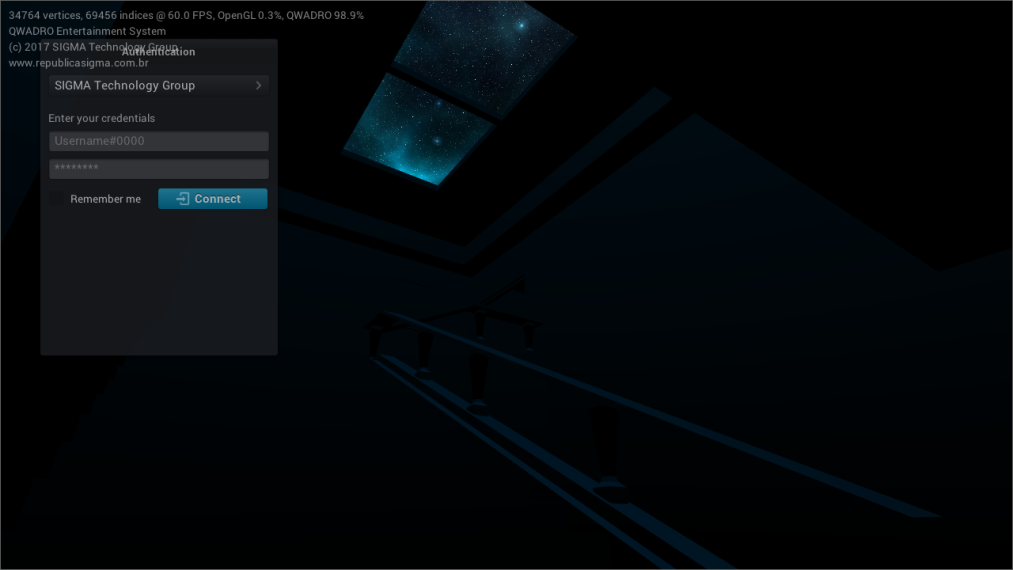 34764 vertices, 69456 indices @ 60.0 FPS, OpenGL 0.3%, QWADRO 98.9%
QWADRO Entertainment System
(c) 2017 SIGMA Technology Group
Authentication
www.republicasigma.com.br
SIGMA Technology Group
Enter your credentials
Username#0000
********
Remember me
Connect